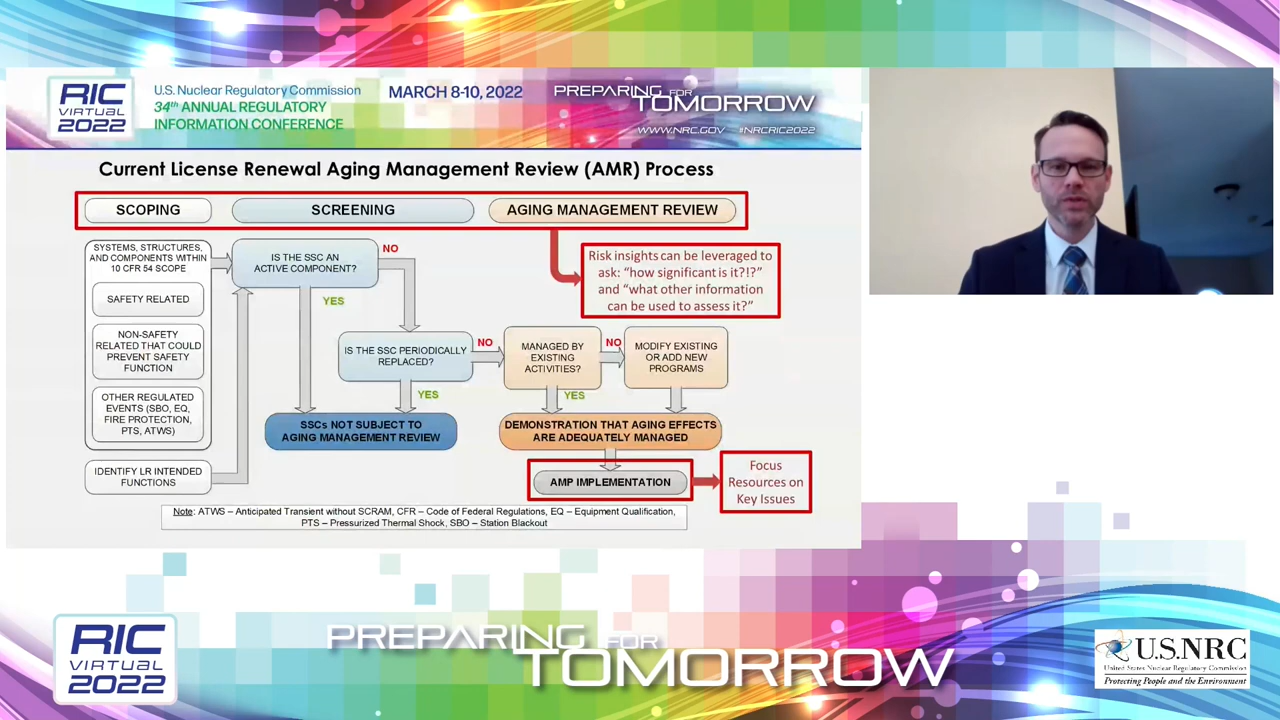 RIC
VIRTUAL
2022
U.S. Nuclear Regulatory Commission
34th ANNUAL REGULATORY
INFORMATION CONFERENCE
MARCH 8-10, 2022
PREPARING FOR
TOMORROW
WWW.NRC.GOV #NRCRIC2022
Current License Renewal Aging Management Review (AMR) Process
SCOPING
SCREENING
AGING MANAGEMENT REVIEW
SYSTEMS, STRUCTURES,
AND COMPONENTS WITHIN
10 CFR 54 SCOPE
SAFETY RELATED
NON-SAFETY
RELATED THAT COULD
PREVENT SAFETY
FUNCTION
OTHER REGULATED
EVENTS (SBO, EQ,
FIRE PROTECTION,
PTS, ATWS)
IDENTIFY LR INTENDED
FUNCTIONS
IS THE SSC AN
ACTIVE COMPONENT?
NO
YES
IS THE SSC PERIODICALLY
REPLACED?
NO
YES
SSCs NOT SUBJECT TO
AGING MANAGEMENT REVIEW
Risk insights can be leveraged to
ask: “how significant is it?!?”
and “what other information
can be used to assess it?”
MANAGED BY
EXISTING
ACTIVITIES?
NO
YES
MODIFY EXISTING
OR ADD NEW
PROGRAMS
DEMONSTRATION THAT AGING EFFECTS
ARE ADEQUATELY MANAGED
AMP IMPLEMENTATION
Focus
Resources on
Key Issues
Note: ATWS – Anticipated Transient without SCRAM, CFR – Code of Federal Regulations, EQ – Equipment Qualification,
PTS – Pressurized Thermal Shock, SBO – Station Blackout
RIC
VIRTUAL
2022
PREPARING FOR
TOMORROW
U.S.NRC
United States Nuclear Regulatory Commission
Protecting People and the Environment